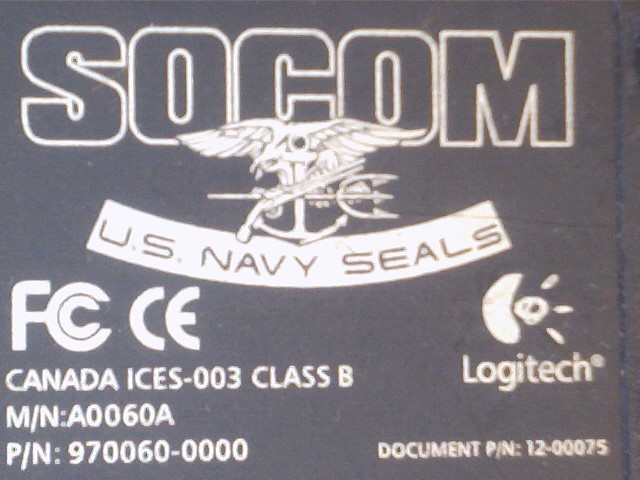 SOCOM
U.S. NAVY SEALS
FC CE
Logitech®
CANADA ICES-003 CLASS B
M/N:A0060A
P/N: 970060-0000
DOCUMENT P/N: 12-00075